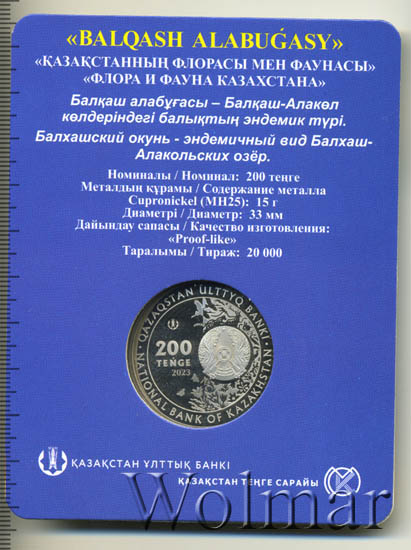 «BALQASH ALABUǴASY»
«ҚАЗАҚСТАННЫҢ ФЛОРАСЫ МЕН ФАУНАСЫ»
«ФЛОРА И ФАУНА КАЗАХСТАНА»
Балқаш алабұғасы – Балқаш-Алакөл
көлдеріндегі балықтың эндемик түрі.
Балхашский окунь - эндемичный вид Балхаш-
Алакольских озёр.
Номиналы / Номинал: 200 теңге
Металдың құрамы / Содержание металла
Cupronickel (МН25): 15 г
Диаметрі / Диаметр: 33 мм
Дайындау сапасы / Качество изготовления:
«Proof-like»
Таралымы / Тираж: 20 000
QAZAQSTAN ULTTYQ BANKI
200
TENGE
2023
NATIONAL BANK OF KAZAKHSTAN
ҚАЗАҚСТАН ҰЛТТЫҚ БАНКІ
ҚАЗАҚСТАН ТЕҢГЕ САРАЙЫ
Wolmar